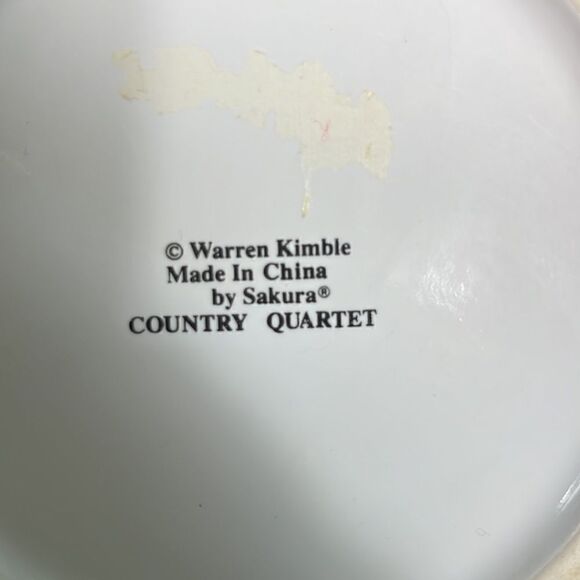 © Warren Kimble
Made In China
by Sakura®
COUNTRY QUARTET